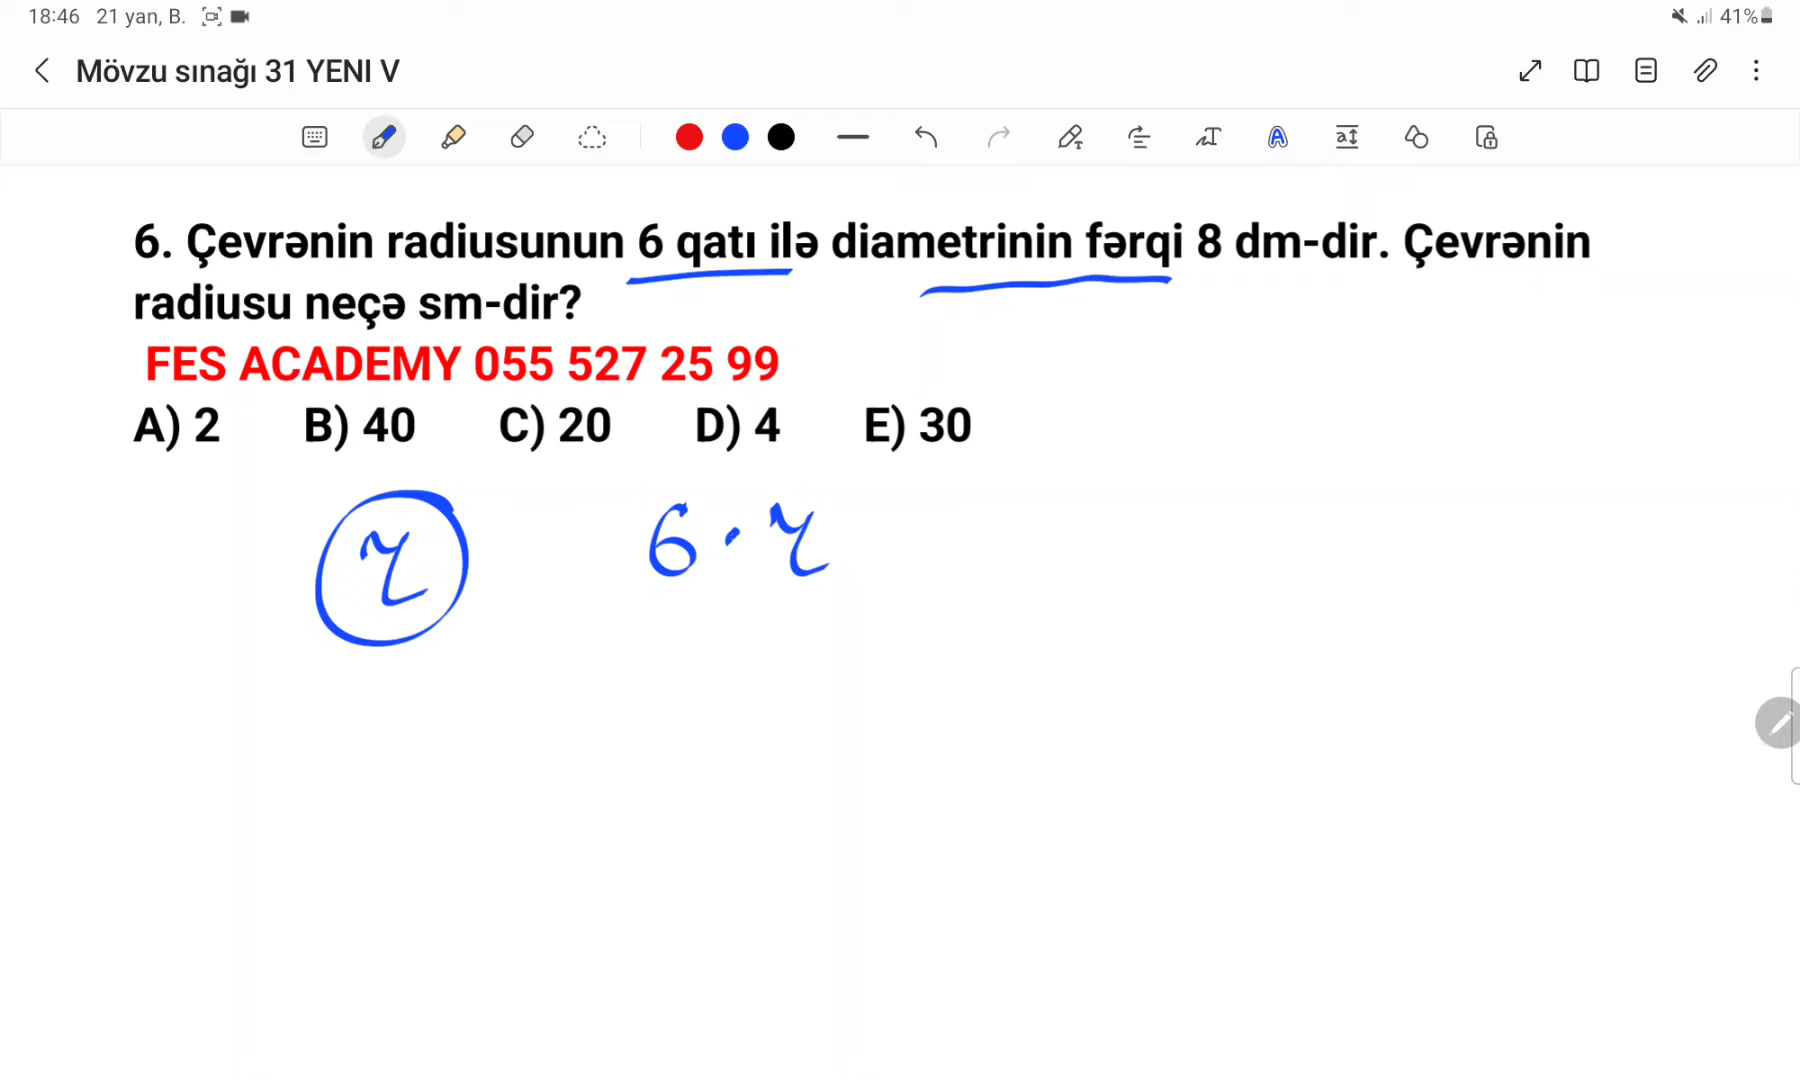 18:46 21 yan, B. 41%
Mövzu sınağı 31 YENI V
6. Çevrənin radiusunun 6 qatı ilə diametrinin fərqi 8 dm-dir. Çevrənin
radiusu neçə sm-dir?
FES ACADEMY 055 527 25 99
A) 2 B) 40 C) 20 D) 4 E) 30
r 6 · r